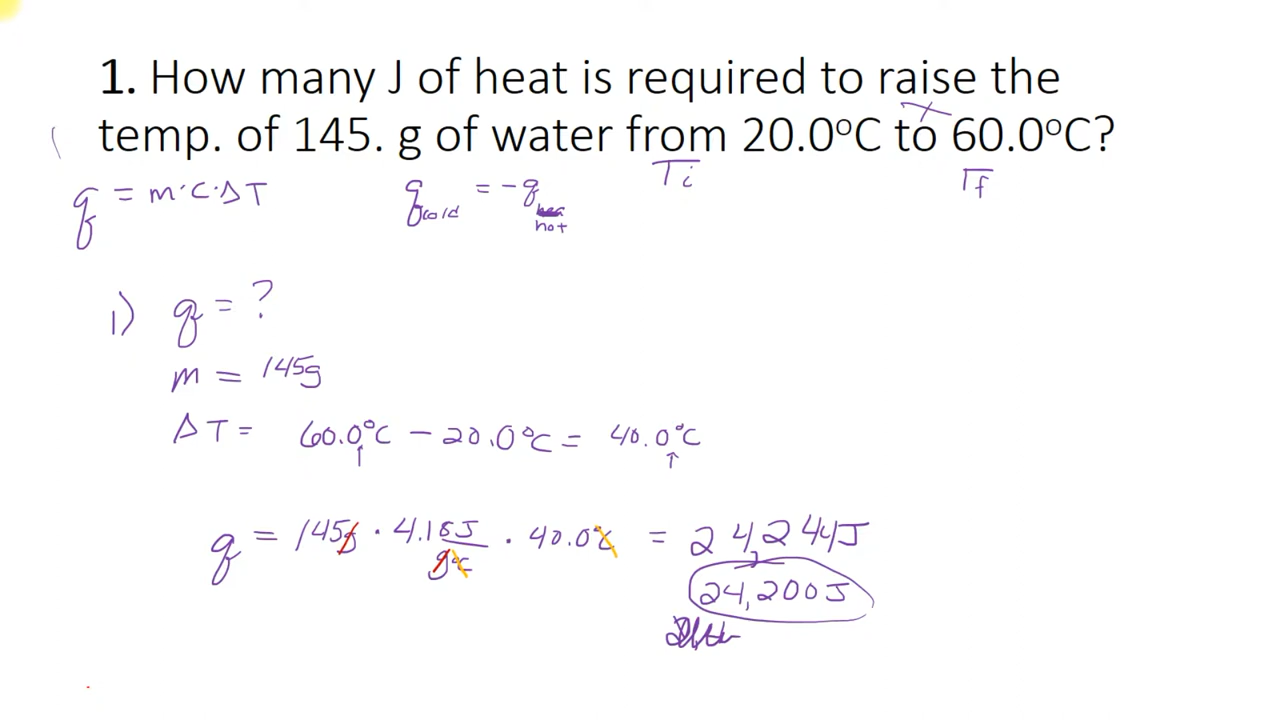 1. How many J of heat is required to raise the
temp. of 145. g of water from 20.0°C to 60.0°C?
Ti
Tf
q = m·C·ΔT
qcold = -qhot
1) q = ?
m = 145g
ΔT = 60.0°C - 20.0°C = 40.0°C
q = 145g · 4.18J/g°C · 40.0°C = 24,244J
24,200J